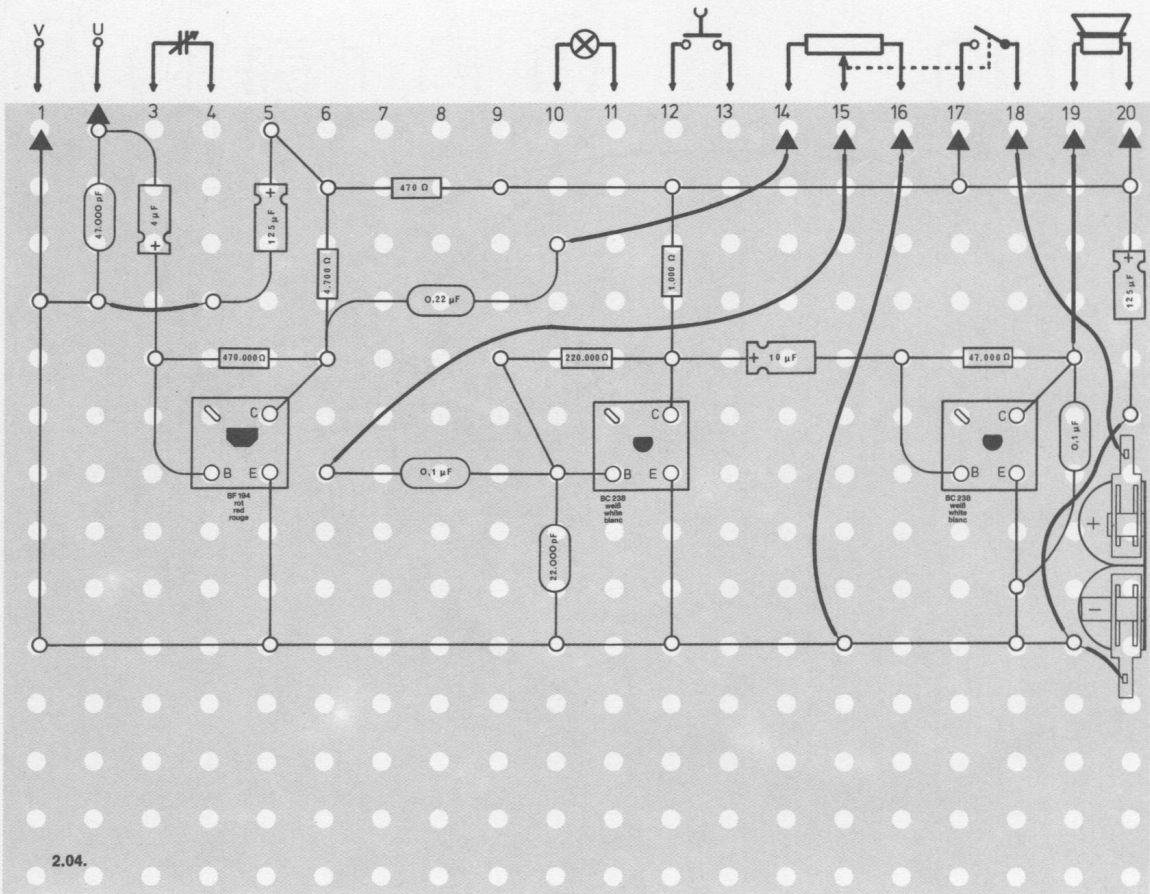 V U
1 2 3 4 5 6 7 8 9 10 11 12 13 14 15 16 17 18 19 20
470 Ω
47.000 pF
+ 4 µF
+ 125 µF
4.700 Ω
0.22 µF
1.000 Ω
+ 125 µF
470.000 Ω
220.000 Ω
+ 10 µF
47.000 Ω
C
B E
BF 194
rot
red
rouge
0,1 µF
C
B E
BC 238
weiß
white
blanc
C
B E
BC 238
weiß
white
blanc
0,1 µF
22.000 pF
+
−
2.04.